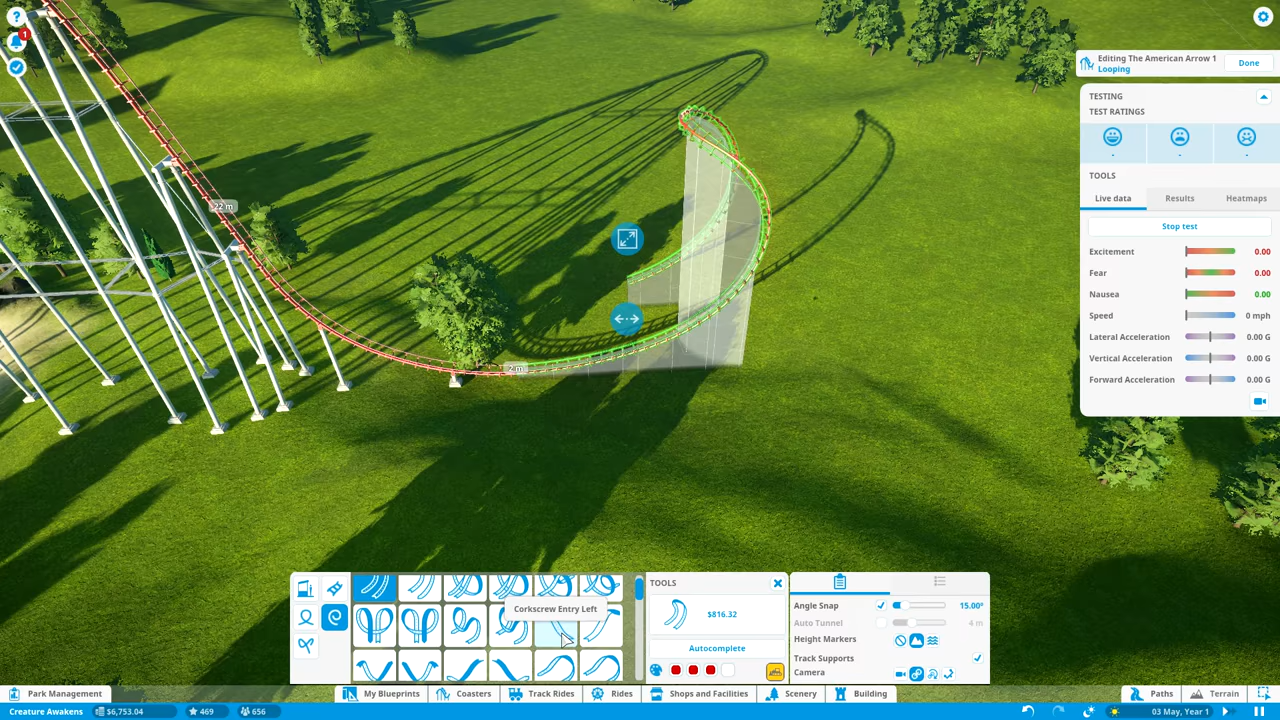 ?
1
Editing The American Arrow 1
Looping
Done
TESTING
TEST RATINGS
-
-
-
TOOLS
Live data
Results
Heatmaps
Stop test
Excitement
0.00
Fear
0.00
Nausea
0.00
Speed
0 mph
Lateral Acceleration
0.00 G
Vertical Acceleration
0.00 G
Forward Acceleration
0.00 G
22 m
2 m
Corkscrew Entry Left
TOOLS
$816.32
Autocomplete
Angle Snap
15.00°
Auto Tunnel
4 m
Height Markers
Track Supports
Camera
Park Management
My Blueprints
Coasters
Track Rides
Rides
Shops and Facilities
Scenery
Building
Paths
Terrain
Creature Awakens
$6,753.04
469
656
03 May, Year 1